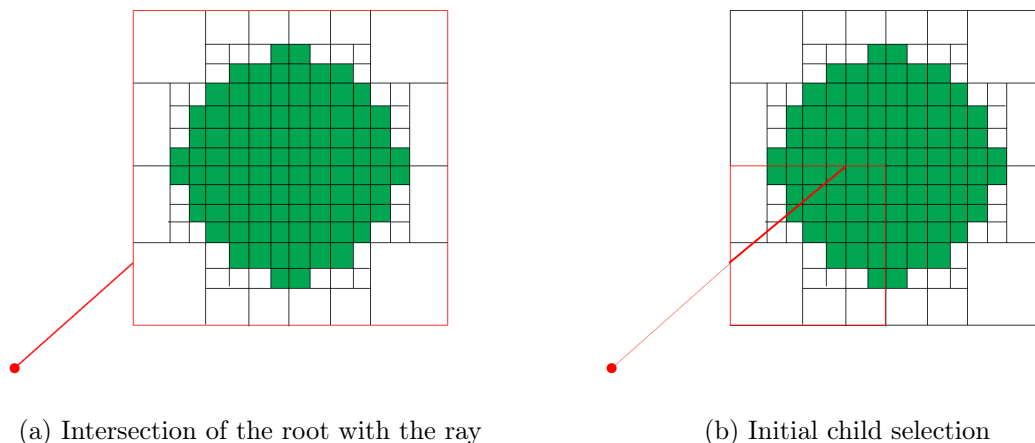 (a) Intersection of the root with the ray
(b) Initial child selection